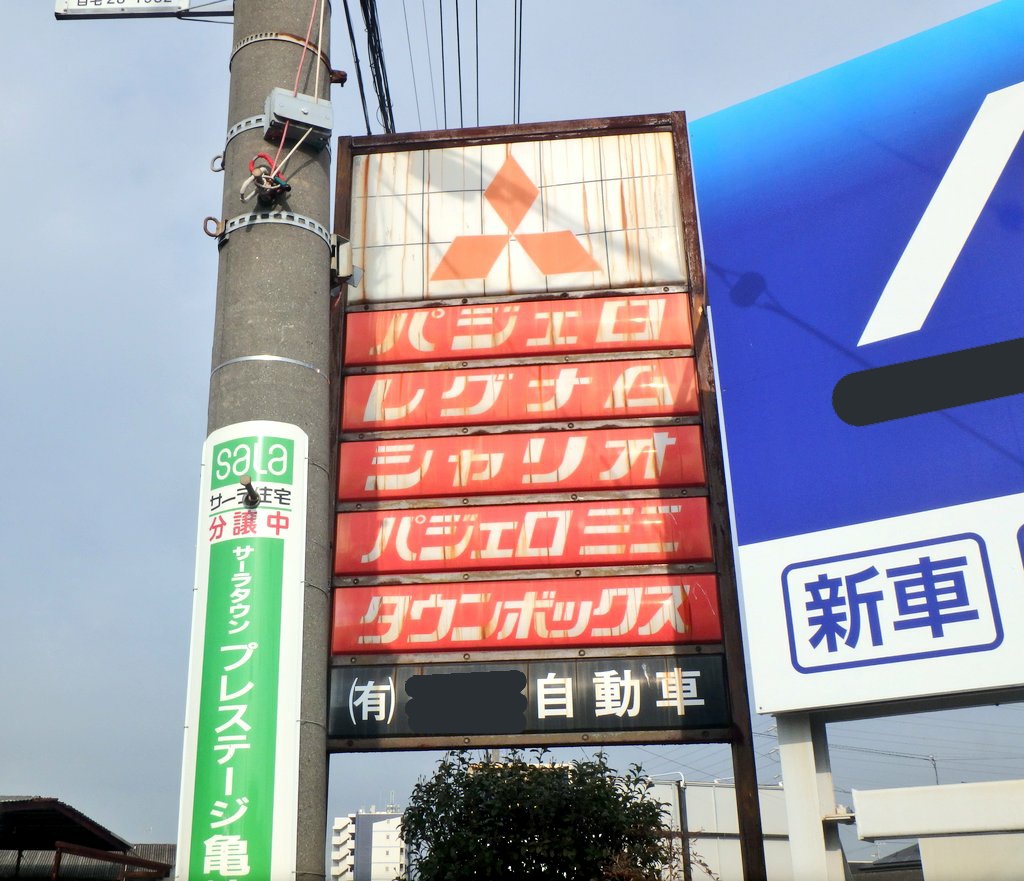 パジェロ
レグナム
シャリオ
パジェロミニ
タウンボックス
(有) 自動車
sala
サーラ住宅
分譲中
サーラタウン プレステージ亀
新車